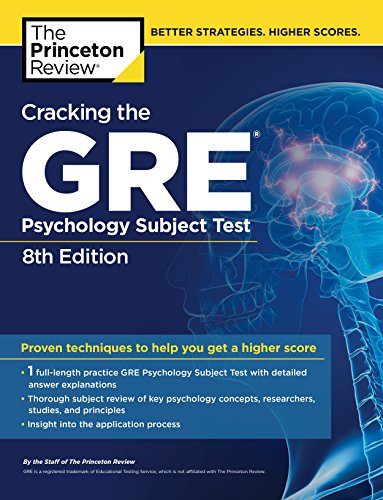 The
Princeton
Review®
BETTER STRATEGIES. HIGHER SCORES.
Cracking the
GRE®
Psychology Subject Test
8th Edition
Proven techniques to help you get a higher score
• 1 full-length practice GRE Psychology Subject Test with detailed
answer explanations
• Thorough subject review of key psychology concepts, researchers,
studies, and principles
• Insight into the application process
By the Staff of The Princeton Review
GRE is a registered trademark of Educational Testing Service, which is not affiliated with The Princeton Review.